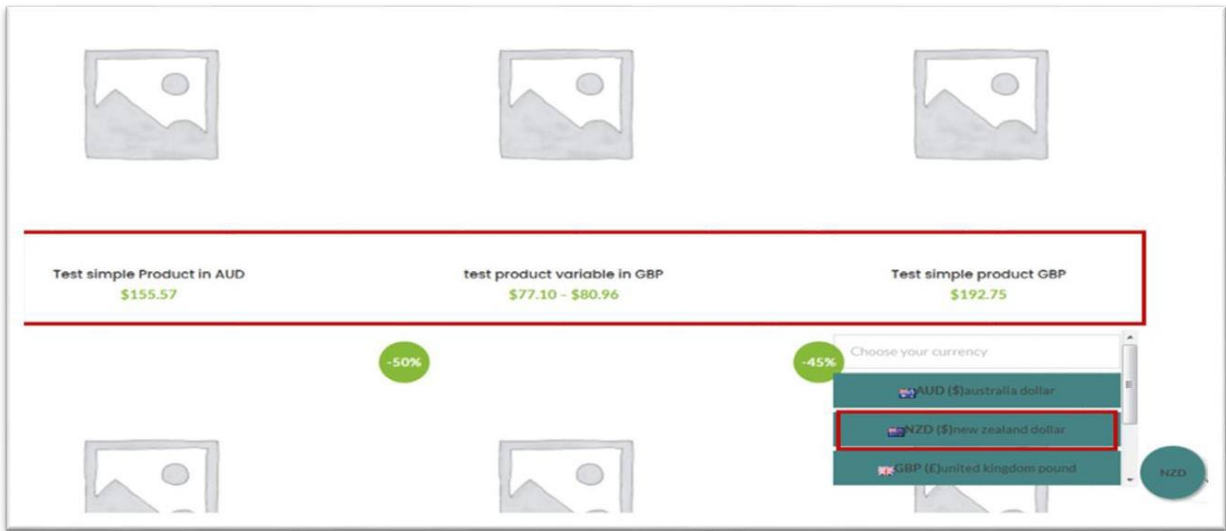 Test simple Product in AUD
$155.57
test product variable in GBP
$77.10 – $80.96
Test simple product GBP
$192.75
-50%
-45%
Choose your currency
AUD ($)australia dollar
NZD ($)new zealand dollar
GBP (£)united kingdom pound
NZD